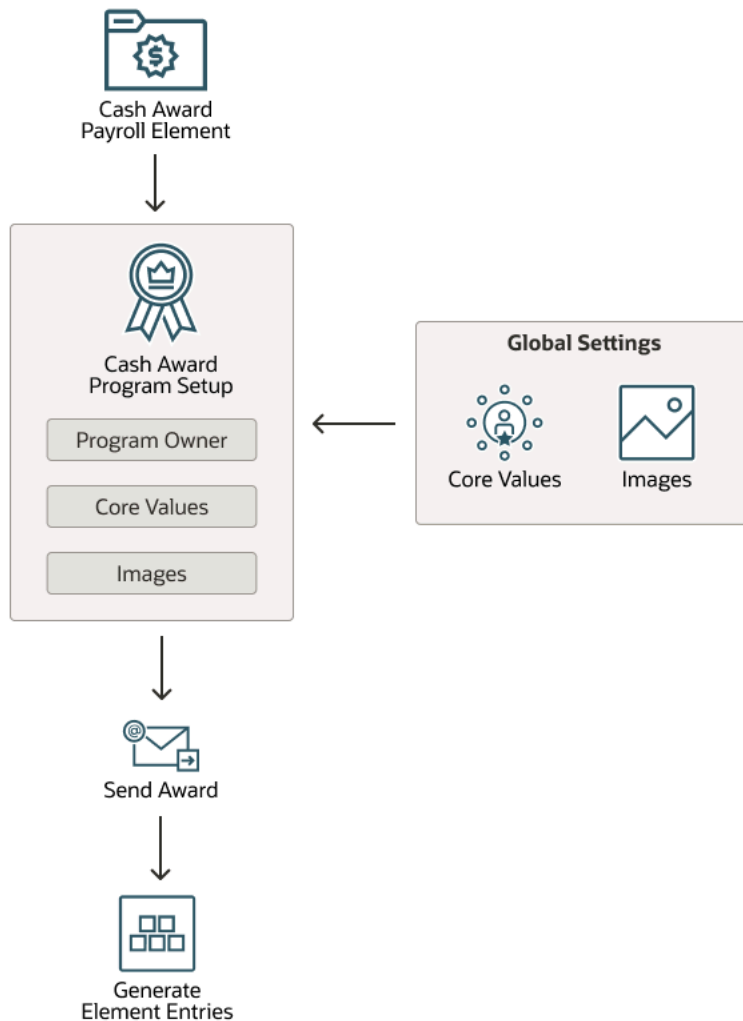 $
Cash Award
Payroll Element
Cash Award
Program Setup
Program Owner
Core Values
Images
Global Settings
Core Values
Images
@
Send Award
Generate
Element Entries